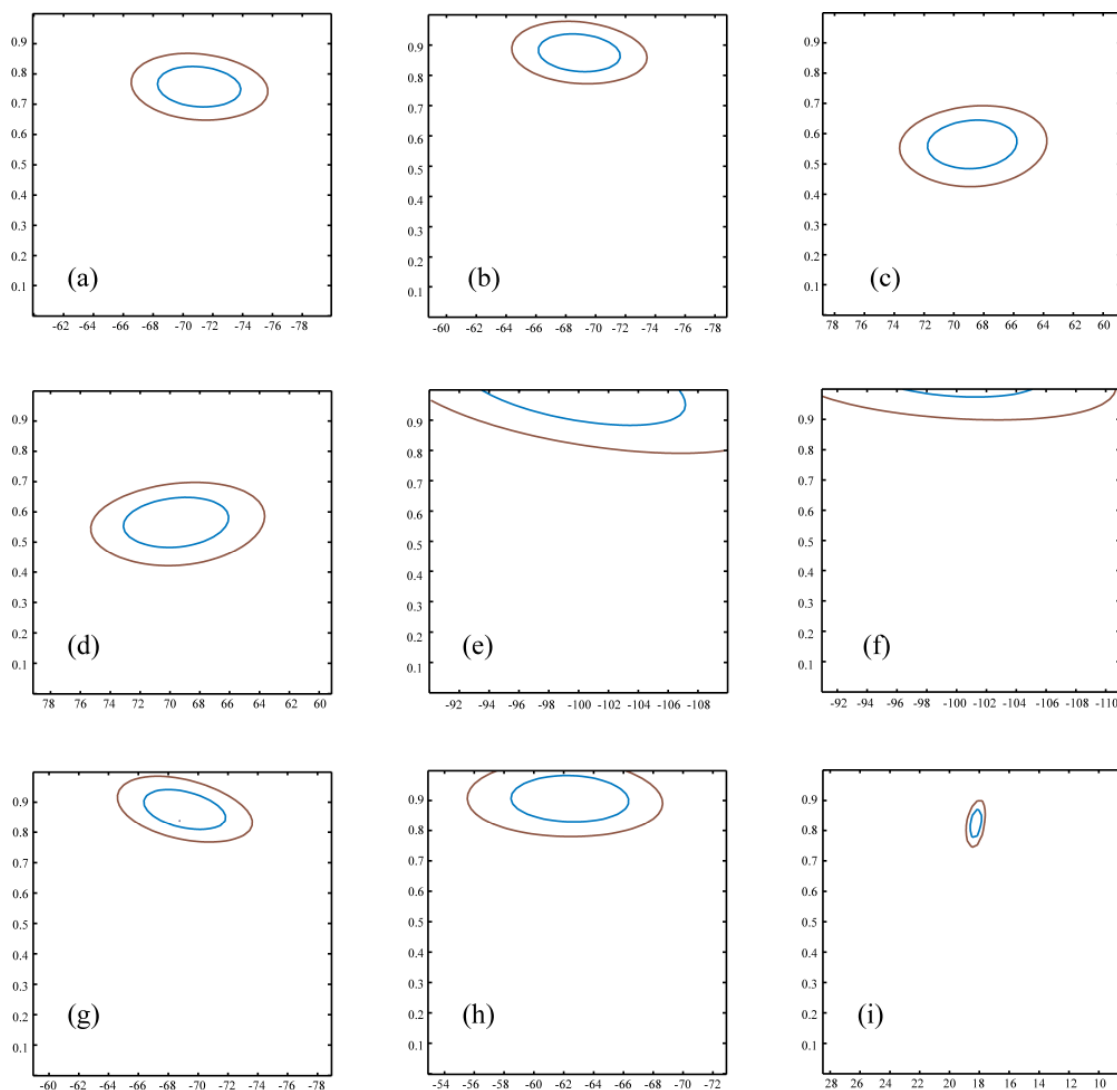 0.9 0.8 0.7 0.6 0.5 0.4 0.3 0.2 0.1
(a)
-62 -64 -66 -68 -70 -72 -74 -76 -78
0.9 0.8 0.7 0.6 0.5 0.4 0.3 0.2 0.1
(b)
-60 -62 -64 -66 -68 -70 -72 -74 -76 -78
0.9 0.8 0.7 0.6 0.5 0.4 0.3 0.2 0.1
(c)
78 76 74 72 70 68 66 64 62 60
0.9 0.8 0.7 0.6 0.5 0.4 0.3 0.2 0.1
(d)
78 76 74 72 70 68 66 64 62 60
0.9 0.8 0.7 0.6 0.5 0.4 0.3 0.2 0.1
(e)
-92 -94 -96 -98 -100 -102 -104 -106 -108
0.9 0.8 0.7 0.6 0.5 0.4 0.3 0.2 0.1
(f)
-92 -94 -96 -98 -100 -102 -104 -106 -108 -110
0.9 0.8 0.7 0.6 0.5 0.4 0.3 0.2 0.1
(g)
-60 -62 -64 -66 -68 -70 -72 -74 -76 -78
0.9 0.8 0.7 0.6 0.5 0.4 0.3 0.2 0.1
(h)
-54 -56 -58 -60 -62 -64 -66 -68 -70 -72
0.9 0.8 0.7 0.6 0.5 0.4 0.3 0.2 0.1
(i)
28 26 24 22 20 18 16 14 12 10